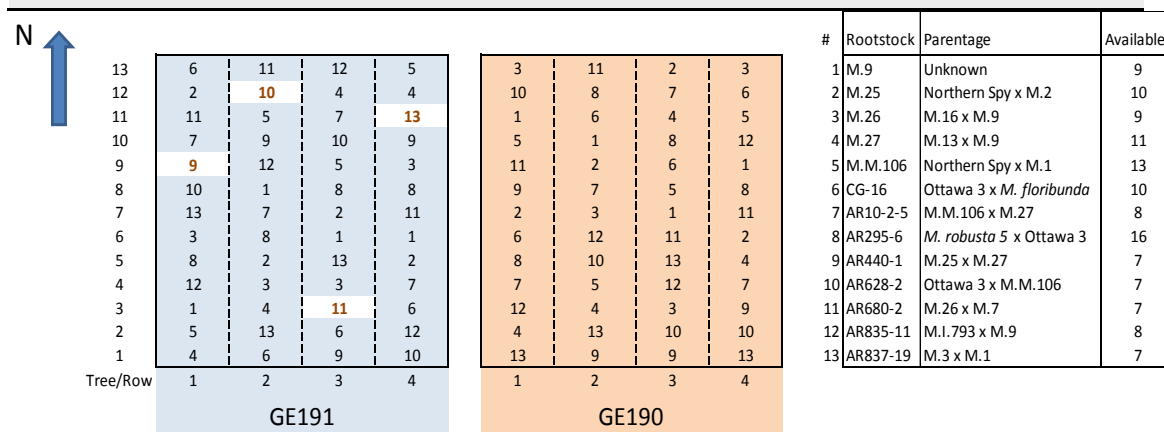 N
# Rootstock Parentage Available
13 6 11 12 5 3 11 2 3 1 M.9 Unknown 9
12 2 10 4 4 10 8 7 6 2 M.25 Northern Spy x M.2 10
11 11 5 7 13 1 6 4 5 3 M.26 M.16 x M.9 9
10 7 9 10 9 5 1 8 12 4 M.27 M.13 x M.9 11
9 9 12 5 3 11 2 6 1 5 M.M.106 Northern Spy x M.1 13
8 10 1 8 8 9 7 5 8 6 CG-16 Ottawa 3 x M. floribunda 10
7 13 7 2 11 2 3 1 11 7 AR10-2-5 M.M.106 x M.27 8
6 3 8 1 1 6 12 11 2 8 AR295-6 M. robusta 5 x Ottawa 3 16
5 8 2 13 2 8 10 13 4 9 AR440-1 M.25 x M.27 7
4 12 3 3 7 7 5 12 7 10 AR628-2 Ottawa 3 x M.M.106 7
3 1 4 11 6 12 4 3 9 11 AR680-2 M.26 x M.7 7
2 5 13 6 12 4 13 10 10 12 AR835-11 M.I.793 x M.9 8
1 4 6 9 10 13 9 9 13 13 AR837-19 M.3 x M.1 7
Tree/Row 1 2 3 4 1 2 3 4
GE191 GE190